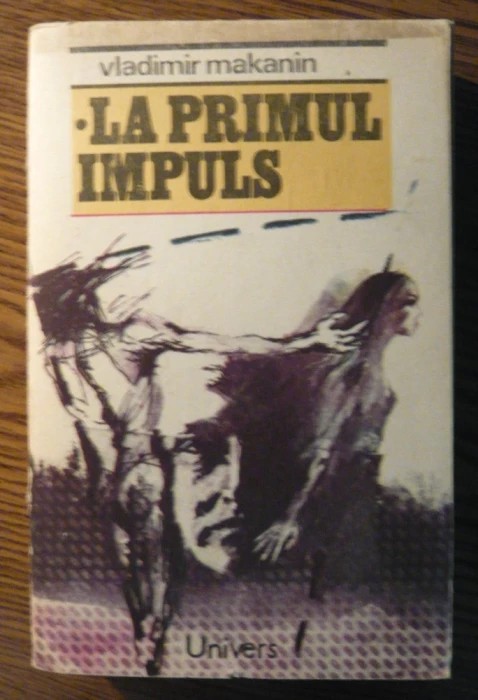 vladimir makanin
•LA PRIMUL
IMPULS
Univers